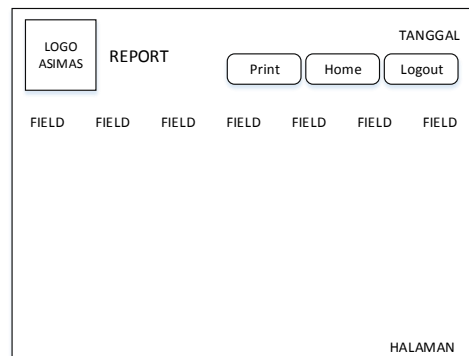 LOGO
ASIMAS
REPORT
TANGGAL
Print Home Logout
FIELD FIELD FIELD FIELD FIELD FIELD FIELD
HALAMAN